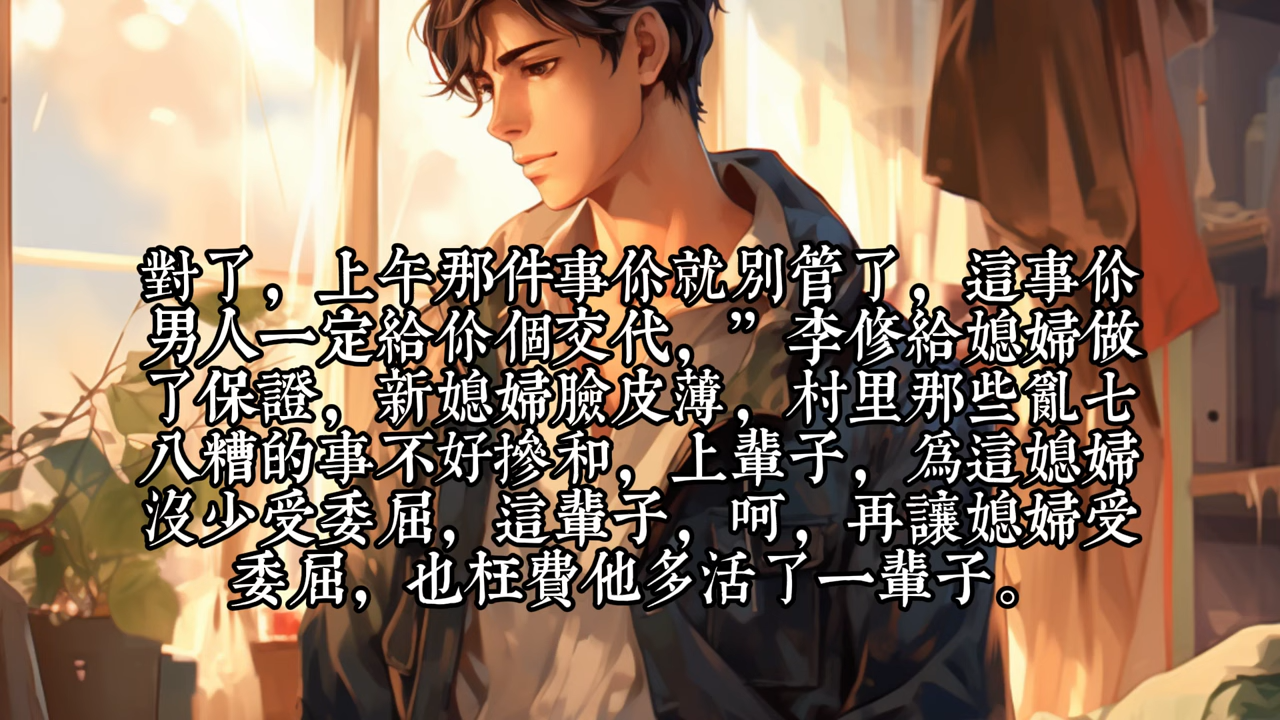 對了，上午那件事你就別管了，這事你
男人一定給你個交代，”李修給媳婦做
了保證，新媳婦臉皮薄，村里那些亂七
八糟的事不好摻和，上輩子，爲這媳婦
沒少受委屈，這輩子，呵，再讓媳婦受
委屈，也枉費他多活了一輩子。